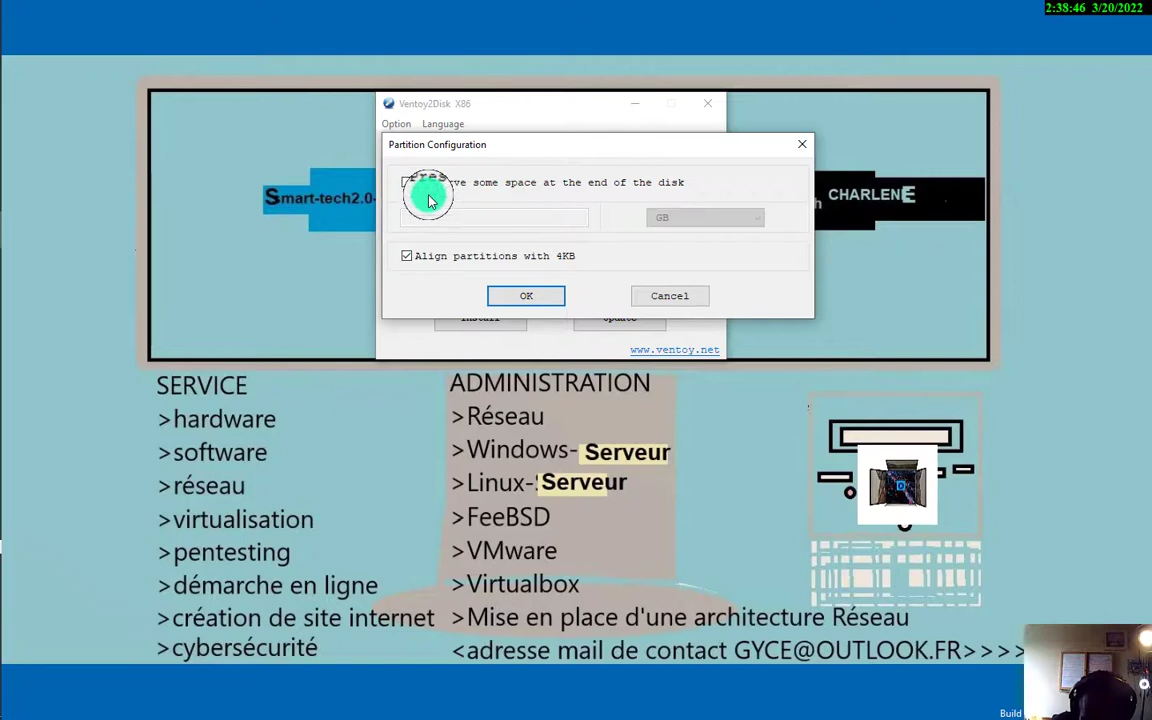 2:38:46 3/20/2022
Ventoy2Disk X86
Option Language
Partition Configuration
Pres ve some space at the end of the disk
GB
Align partitions with 4KB
OK Cancel
Install Update
www.ventoy.net
Smart-tech2.0-
h CHARLENE
SERVICE
>hardware
>software
>réseau
>virtualisation
>pentesting
>démarche en ligne
>création de site internet
>cybersécurité
ADMINISTRATION
>Réseau
>Windows- Serveur
>Linux- Serveur
>FeeBSD
>VMware
>Virtualbox
>Mise en place d'une architecture Réseau
<adresse mail de contact GYCE@OUTLOOK.FR>>>>
Build